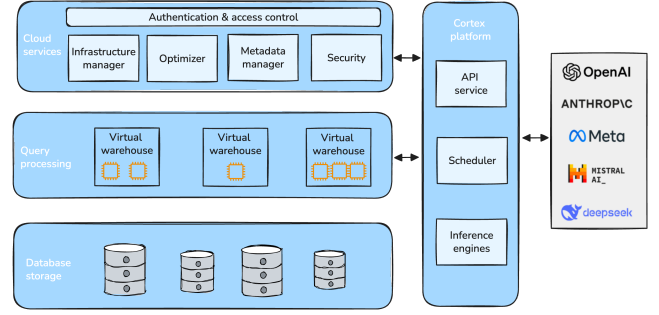 Authentication & access control
Cloud
services
Infrastructure
manager
Optimizer
Metadata
manager
Security
Query
processing
Virtual
warehouse
Virtual
warehouse
Virtual
warehouse
Database
storage
Cortex
platform
API
service
Scheduler
Inference
engines
OpenAI
ANTHROP\C
Meta
MISTRAL
AI_
deepseek